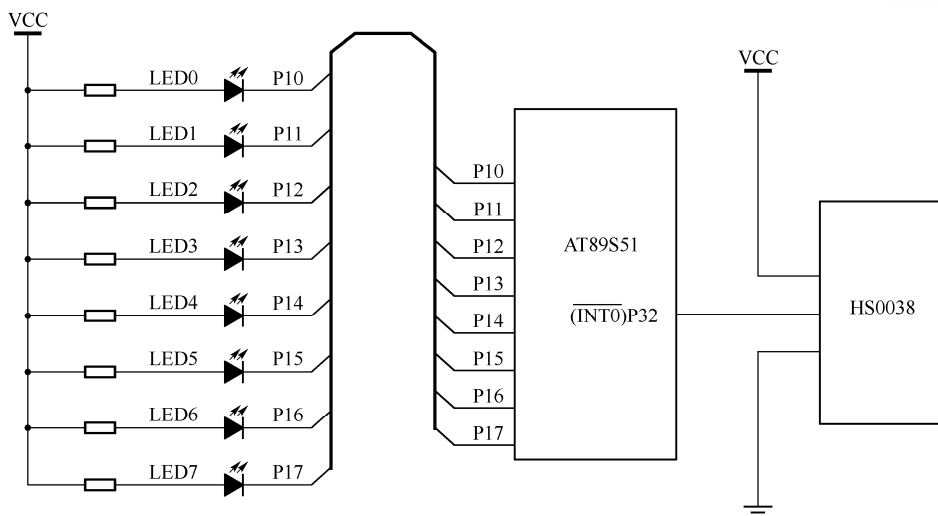 VCC
LED0 P10
LED1 P11
LED2 P12
LED3 P13
LED4 P14
LED5 P15
LED6 P16
LED7 P17
P10
P11
P12
P13
P14
P15
P16
P17
AT89S51
(INT0)P32
VCC
HS0038